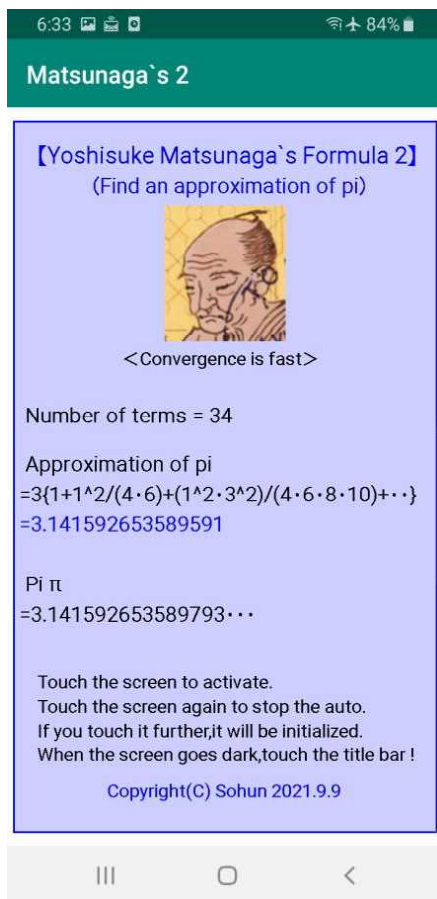 6:33 84%
Matsunaga`s 2
【Yoshisuke Matsunaga`s Formula 2】
(Find an approximation of pi)
＜Convergence is fast＞
Number of terms = 34
Approximation of pi
=3{1+1^2/(4･6)+(1^2･3^2)/(4･6･8･10)+･･}
=3.141592653589591
Pi π
=3.141592653589793･･･
Touch the screen to activate.
Touch the screen again to stop the auto.
If you touch it further,it will be initialized.
When the screen goes dark,touch the title bar !
Copyright(C) Sohun 2021.9.9